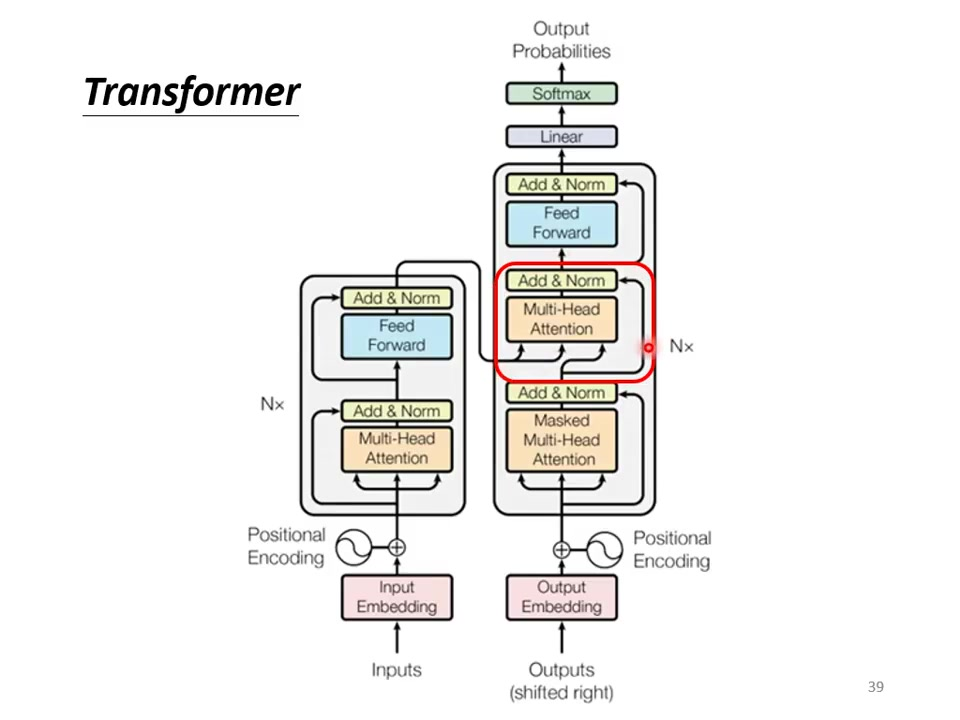 Transformer
Output
Probabilities
Softmax
Linear
Add & Norm
Feed
Forward
Add & Norm
Multi-Head
Attention
Nx
Add & Norm
Masked
Multi-Head
Attention
Add & Norm
Feed
Forward
Nx
Add & Norm
Multi-Head
Attention
Positional
Encoding
Positional
Encoding
Input
Embedding
Output
Embedding
Inputs
Outputs
(shifted right)
39